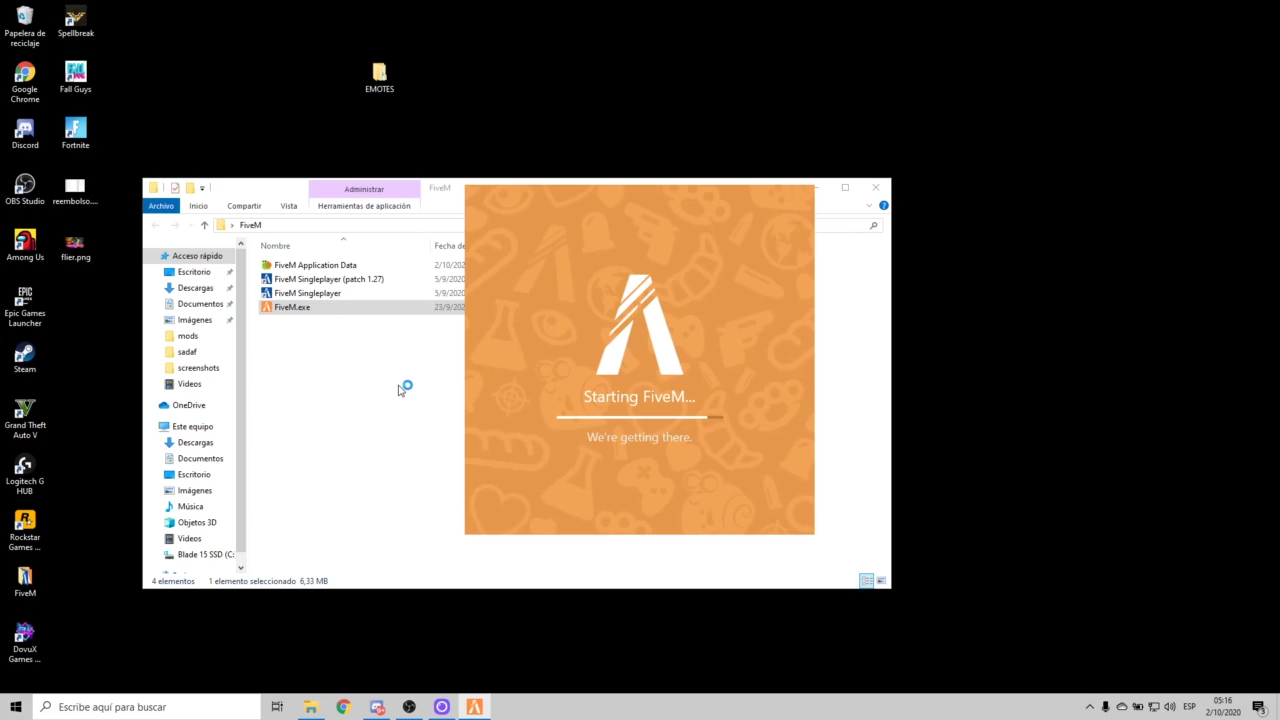 Papelera de
reciclaje
Spellbreak
Google
Chrome
Fall Guys
Discord
Fortnite
OBS Studio
reembolso....
Among Us
flier.png
EPIC
GAMES
Epic Games
Launcher
Steam
Grand Theft
Auto V
Logitech G
HUB
Rockstar
Games ...
FiveM
DovuX
Games ...
EMOTES
Administrar
FiveM
Archivo
Inicio
Compartir
Vista
Herramientas de aplicación
FiveM
Nombre
Fecha de
FiveM Application Data
2/10/202
FiveM Singleplayer (patch 1.27)
5/9/2020
FiveM Singleplayer
5/9/2020
FiveM.exe
23/9/202
Acceso rápido
Escritorio
Descargas
Documentos
Imágenes
mods
sadaf
screenshots
Videos
OneDrive
Este equipo
Descargas
Documentos
Escritorio
Imágenes
Música
Objetos 3D
Vídeos
Blade 15 SSD (C:
4 elementos
1 elemento seleccionado 6,33 MB
Starting FiveM...
We're getting there.
Escribe aquí para buscar
ESP
05:16
2/10/2020
3